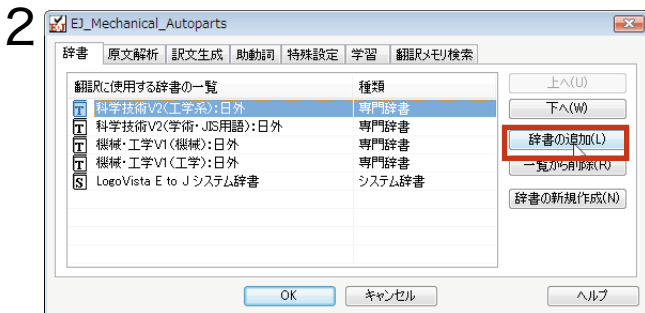 2
EJ_Mechanical_Autoparts
辞書 原文解析 訳文生成 助動詞 特殊設定 学習 翻訳メモリ検索
翻訳に使用する辞書の一覧 種類
T 科学技術V2(工学系):日外 専門辞書
T 科学技術V2(学術・JIS用語):日外 専門辞書
T 機械・工学V1(機械):日外 専門辞書
T 機械・工学V1(工学):日外 専門辞書
S LogoVista E to J システム辞書 システム辞書
上へ(U)
下へ(W)
辞書の追加(L)
一覧から削除(R)
辞書の新規作成(N)
OK キャンセル ヘルプ